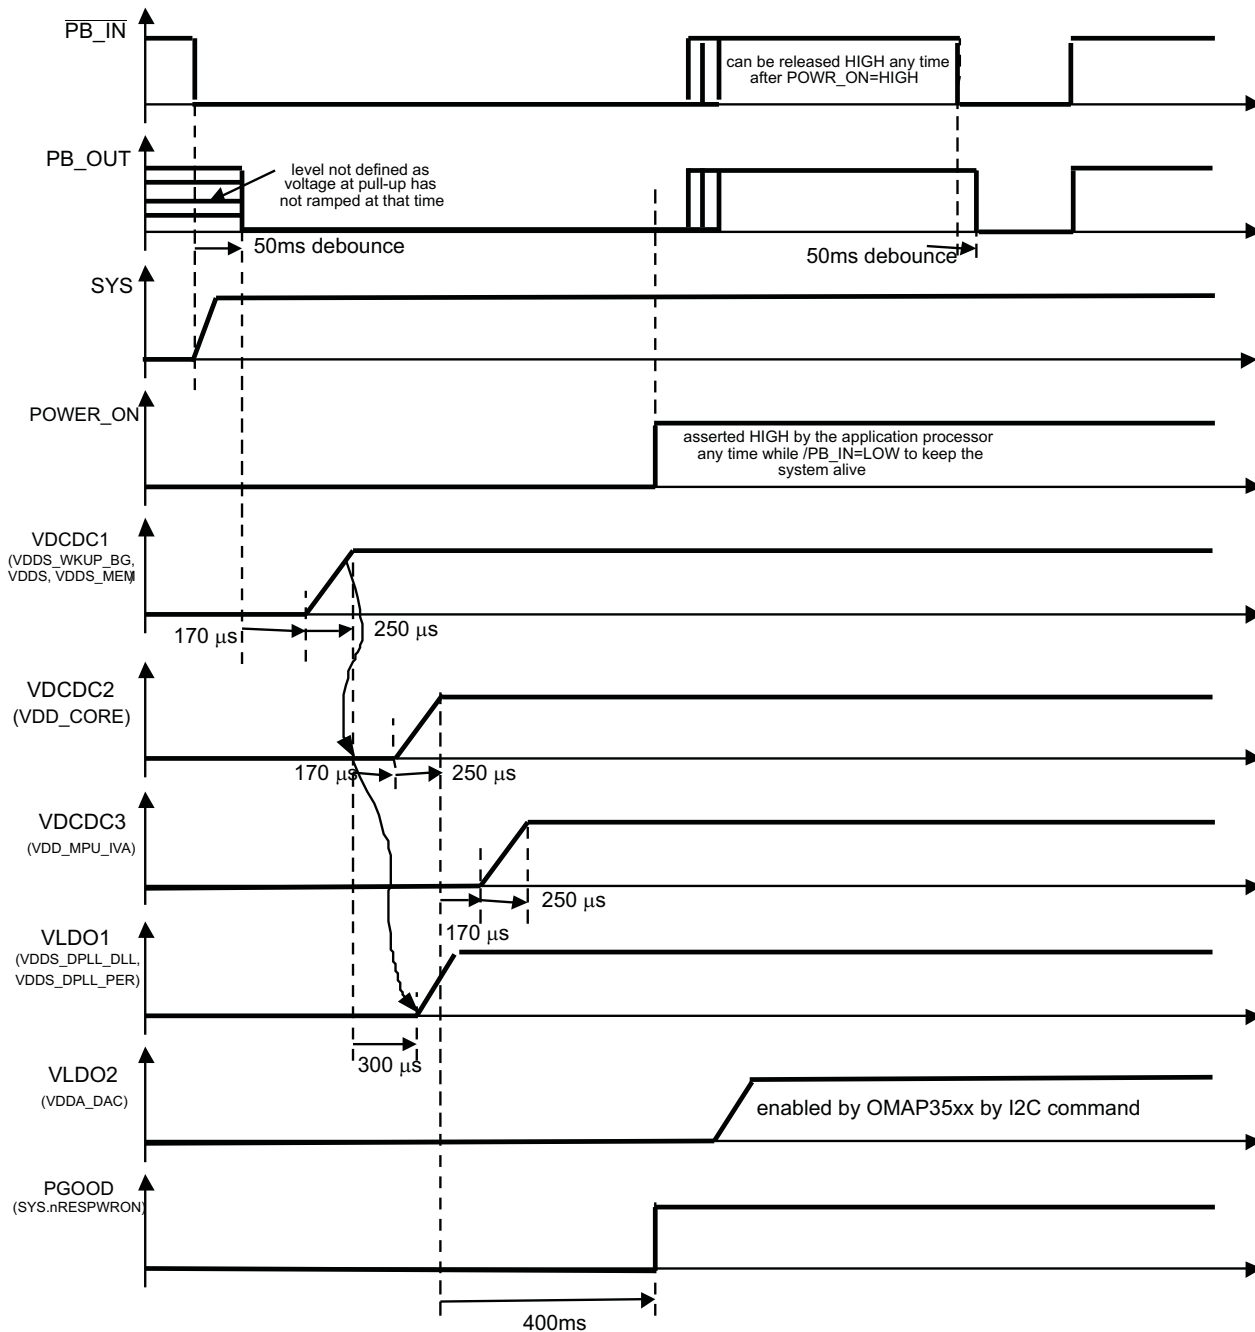 PB_IN
can be released HIGH any time
after POWR_ON=HIGH
PB_OUT
level not defined as
voltage at pull-up has
not ramped at that time
50ms debounce
50ms debounce
SYS
POWER_ON
asserted HIGH by the application processor
any time while /PB_IN=LOW to keep the
system alive
VDCDC1
(VDDS_WKUP_BG,
VDDS, VDDS_MEM)
170 μs
250 μs
VDCDC2
(VDD_CORE)
170 μs
250 μs
VDCDC3
(VDD_MPU_IVA)
250 μs
170 μs
VLDO1
(VDDS_DPLL_DLL,
VDDS_DPLL_PER)
300 μs
VLDO2
(VDDA_DAC)
enabled by OMAP35xx by I2C command
PGOOD
(SYS.nRESPWRON)
400ms